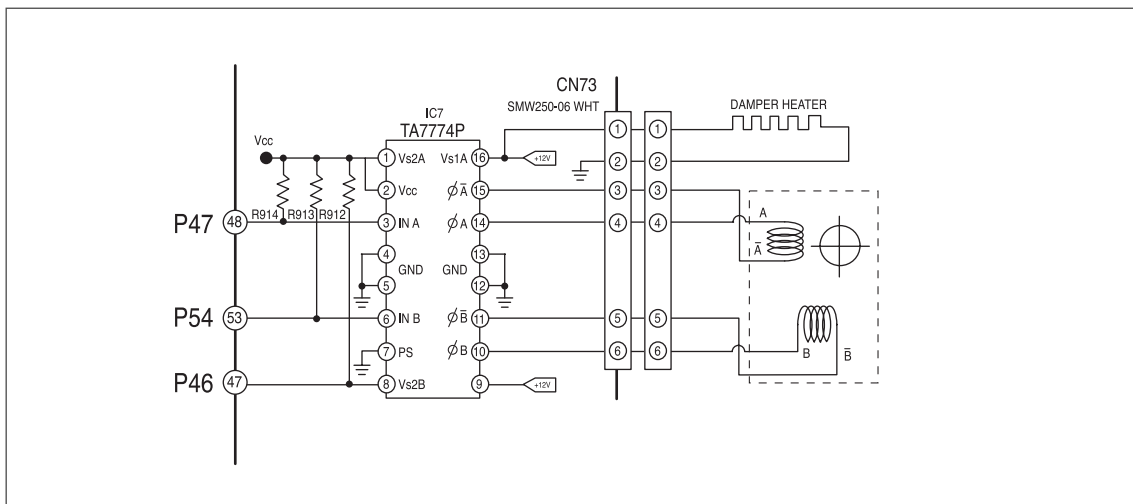 CN73
SMW250-06 WHT
DAMPER HEATER
IC7
TA7774P
Vcc
1 Vs2A Vs1A 16 +12V
2 Vcc ϕA̅ 15
R914 R913 R912
P47 48
3 IN A ϕA 14
4 GND GND 13
5 12
P54 53
6 IN B ϕB̅ 11
7 PS ϕB 10
P46 47
8 Vs2B 9 +12V
1 1
2 2
3 3
4 4
5 5
6 6
A
A̅
B B̅